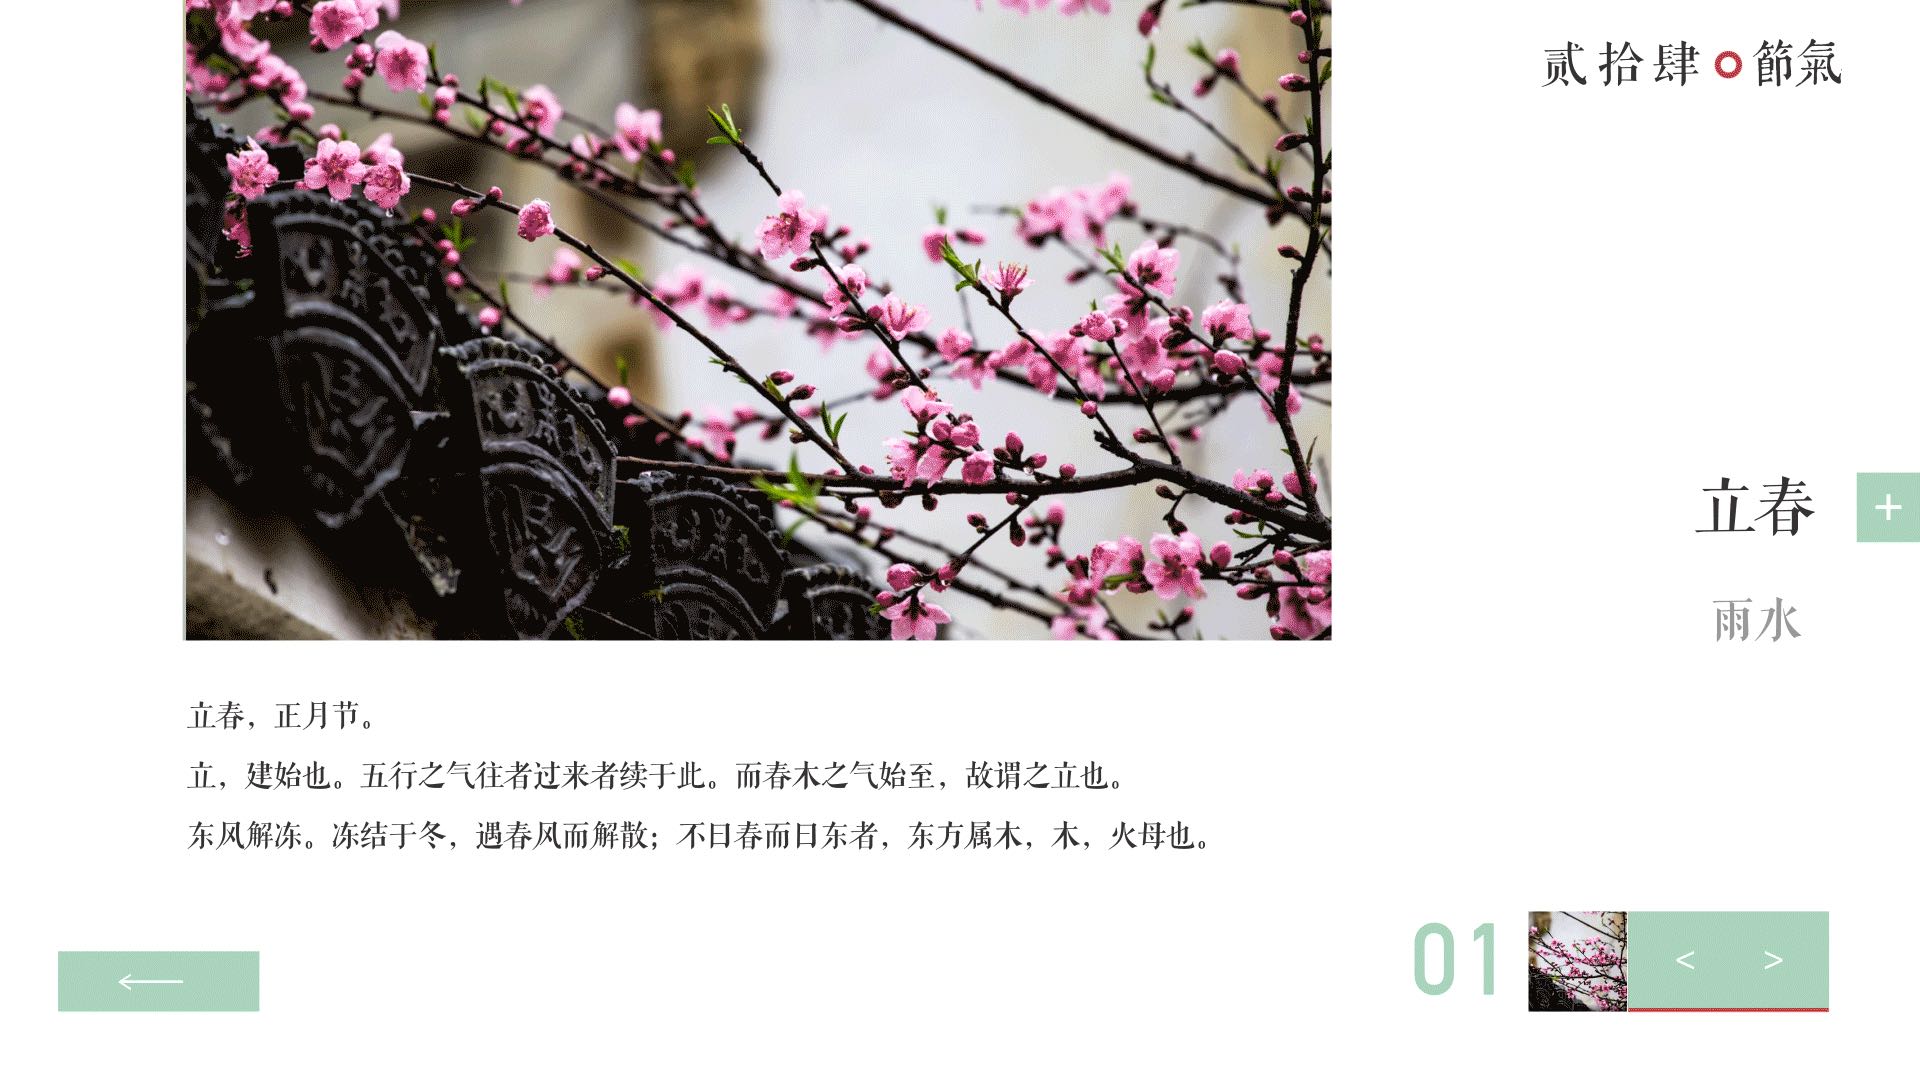 贰拾肆 節氣
立春
+
雨水
立春，正月节。
立，建始也。五行之气往者过来者续于此。而春木之气始至，故谓之立也。
东风解冻。冻结于冬，遇春风而解散；不曰春而曰东者，东方属木，木，火母也。
01
< >